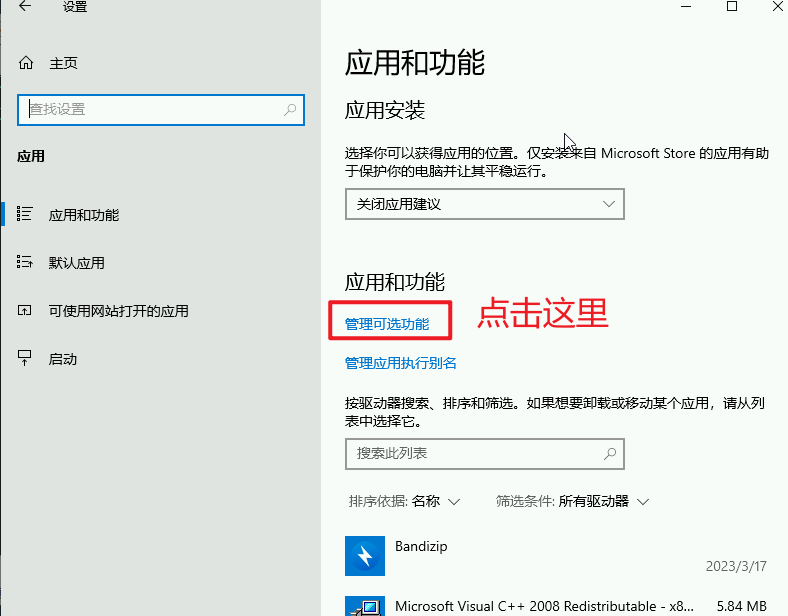 设置
主页
查找设置
应用
应用和功能
默认应用
可使用网站打开的应用
启动
应用和功能
应用安装
选择你可以获得应用的位置。仅安装来自 Microsoft Store 的应用有助
于保护你的电脑并让其平稳运行。
关闭应用建议
应用和功能
管理可选功能
点击这里
管理应用执行别名
按驱动器搜索、排序和筛选。如果想要卸载或移动某个应用，请从列
表中选择它。
搜索此列表
排序依据: 名称
筛选条件: 所有驱动器
Bandizip
2023/3/17
Microsoft Visual C++ 2008 Redistributable - x8...
5.84 MB